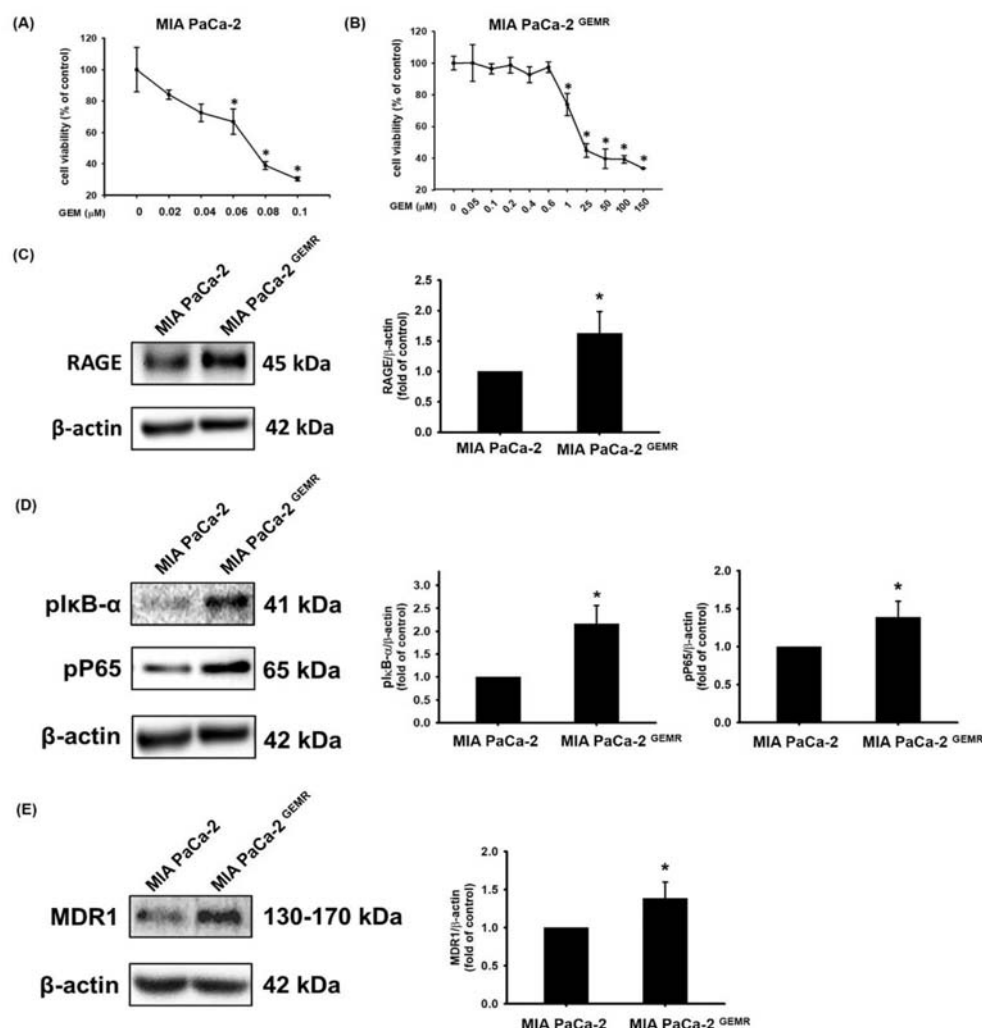 (A)
MIA PaCa-2
cell viability (% of control)
120
100
80
60
40
20
GEM (μM)
0 0.02 0.04 0.06 0.08 0.1
* * *
(B)
MIA PaCa-2 GEMR
cell viability (% of control)
120
100
80
60
40
20
0 0.05 0.1 0.2 0.4 0.6 1 25 50 100 150
* * * * *
(C)
MIA PaCa-2
MIA PaCa-2 GEMR
RAGE 45 kDa
β-actin 42 kDa
RAGE/β-actin
(fold of control)
2.5
2.0
1.5
1.0
0.5
0.0
*
MIA PaCa-2 MIA PaCa-2 GEMR
(D)
MIA PaCa-2
MIA PaCa-2 GEMR
pIκB-α 41 kDa
pP65 65 kDa
β-actin 42 kDa
pIκB-α/β-actin
(fold of control)
3.0
2.5
2.0
1.5
1.0
0.5
0.0
*
MIA PaCa-2 MIA PaCa-2 GEMR
pP65/β-actin
(fold of control)
2.0
1.5
1.0
0.5
0.0
*
MIA PaCa-2 MIA PaCa-2 GEMR
(E)
MIA PaCa-2
MIA PaCa-2 GEMR
MDR1 130-170 kDa
β-actin 42 kDa
MDR1/β-actin
(fold of control)
2.0
1.5
1.0
0.5
0.0
*
MIA PaCa-2 MIA PaCa-2 GEMR